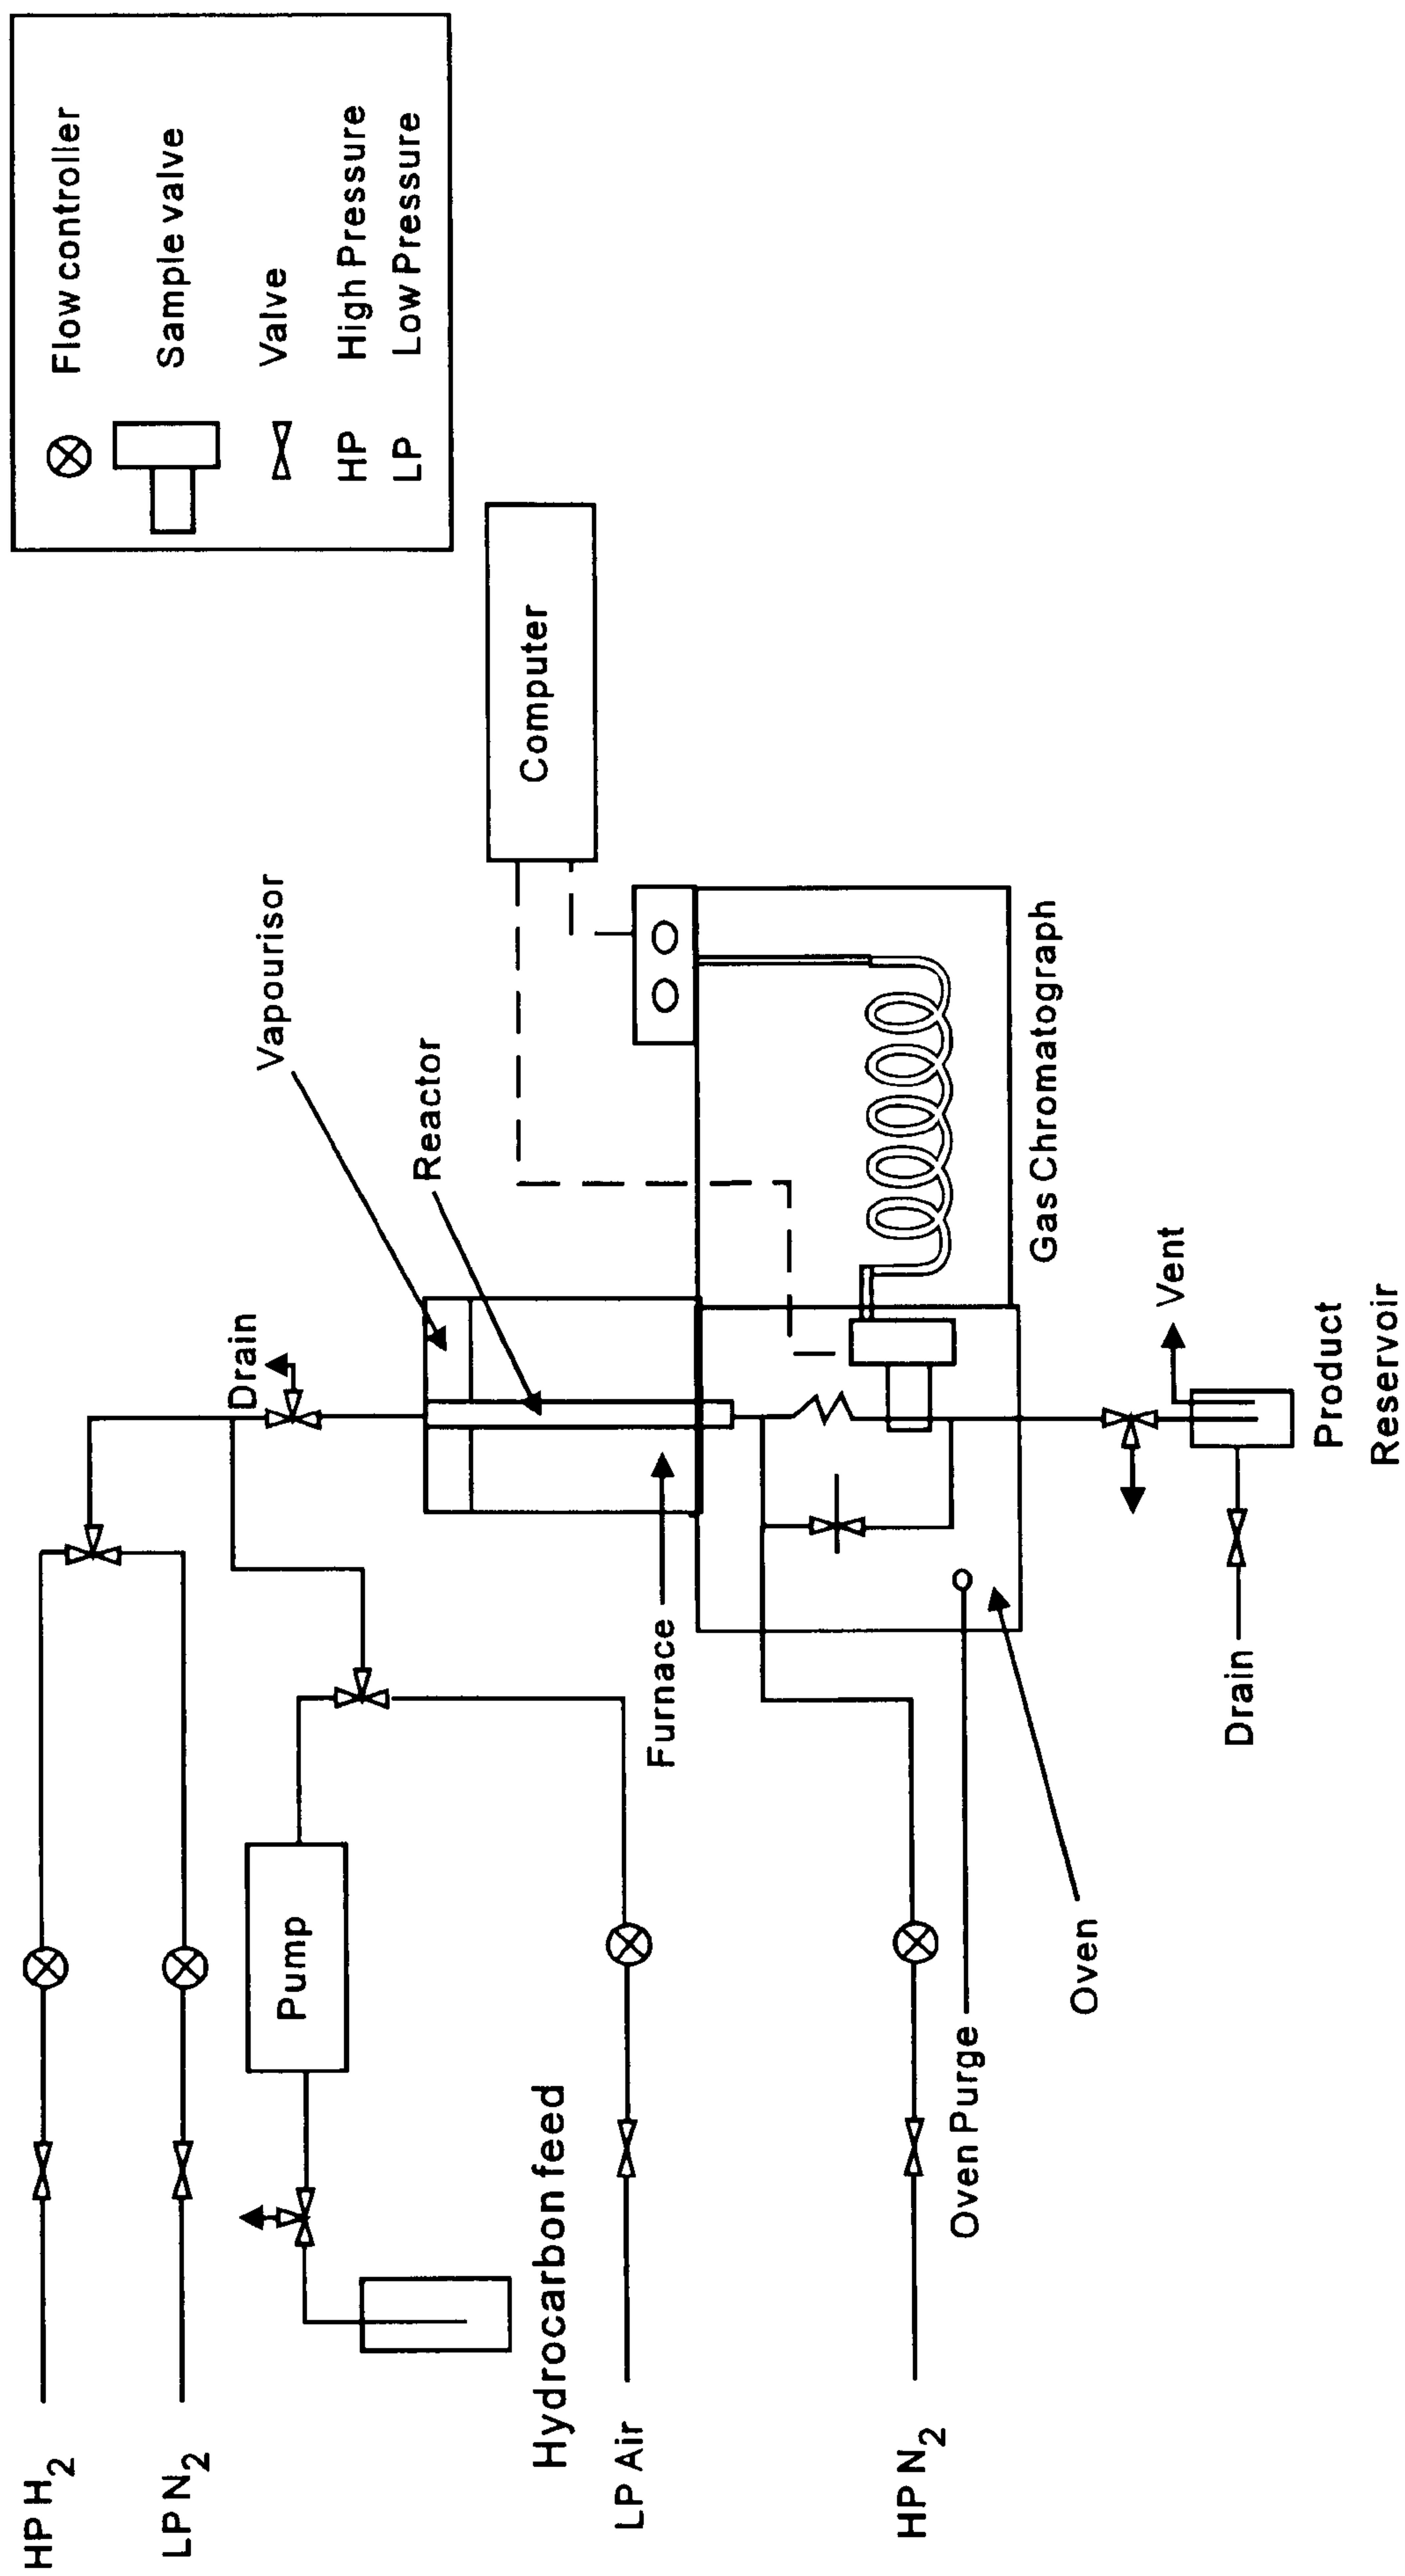 Flow controller
Sample valve
Valve
HP High Pressure
LP Low Pressure
Computer
Vapourisor
Reactor
Drain
Furnace
Gas Chromatograph
Vent
Product
Reservoir
Drain
Oven
Oven Purge
Pump
Hydrocarbon feed
HP H2
LP N2
LP Air
HP N2